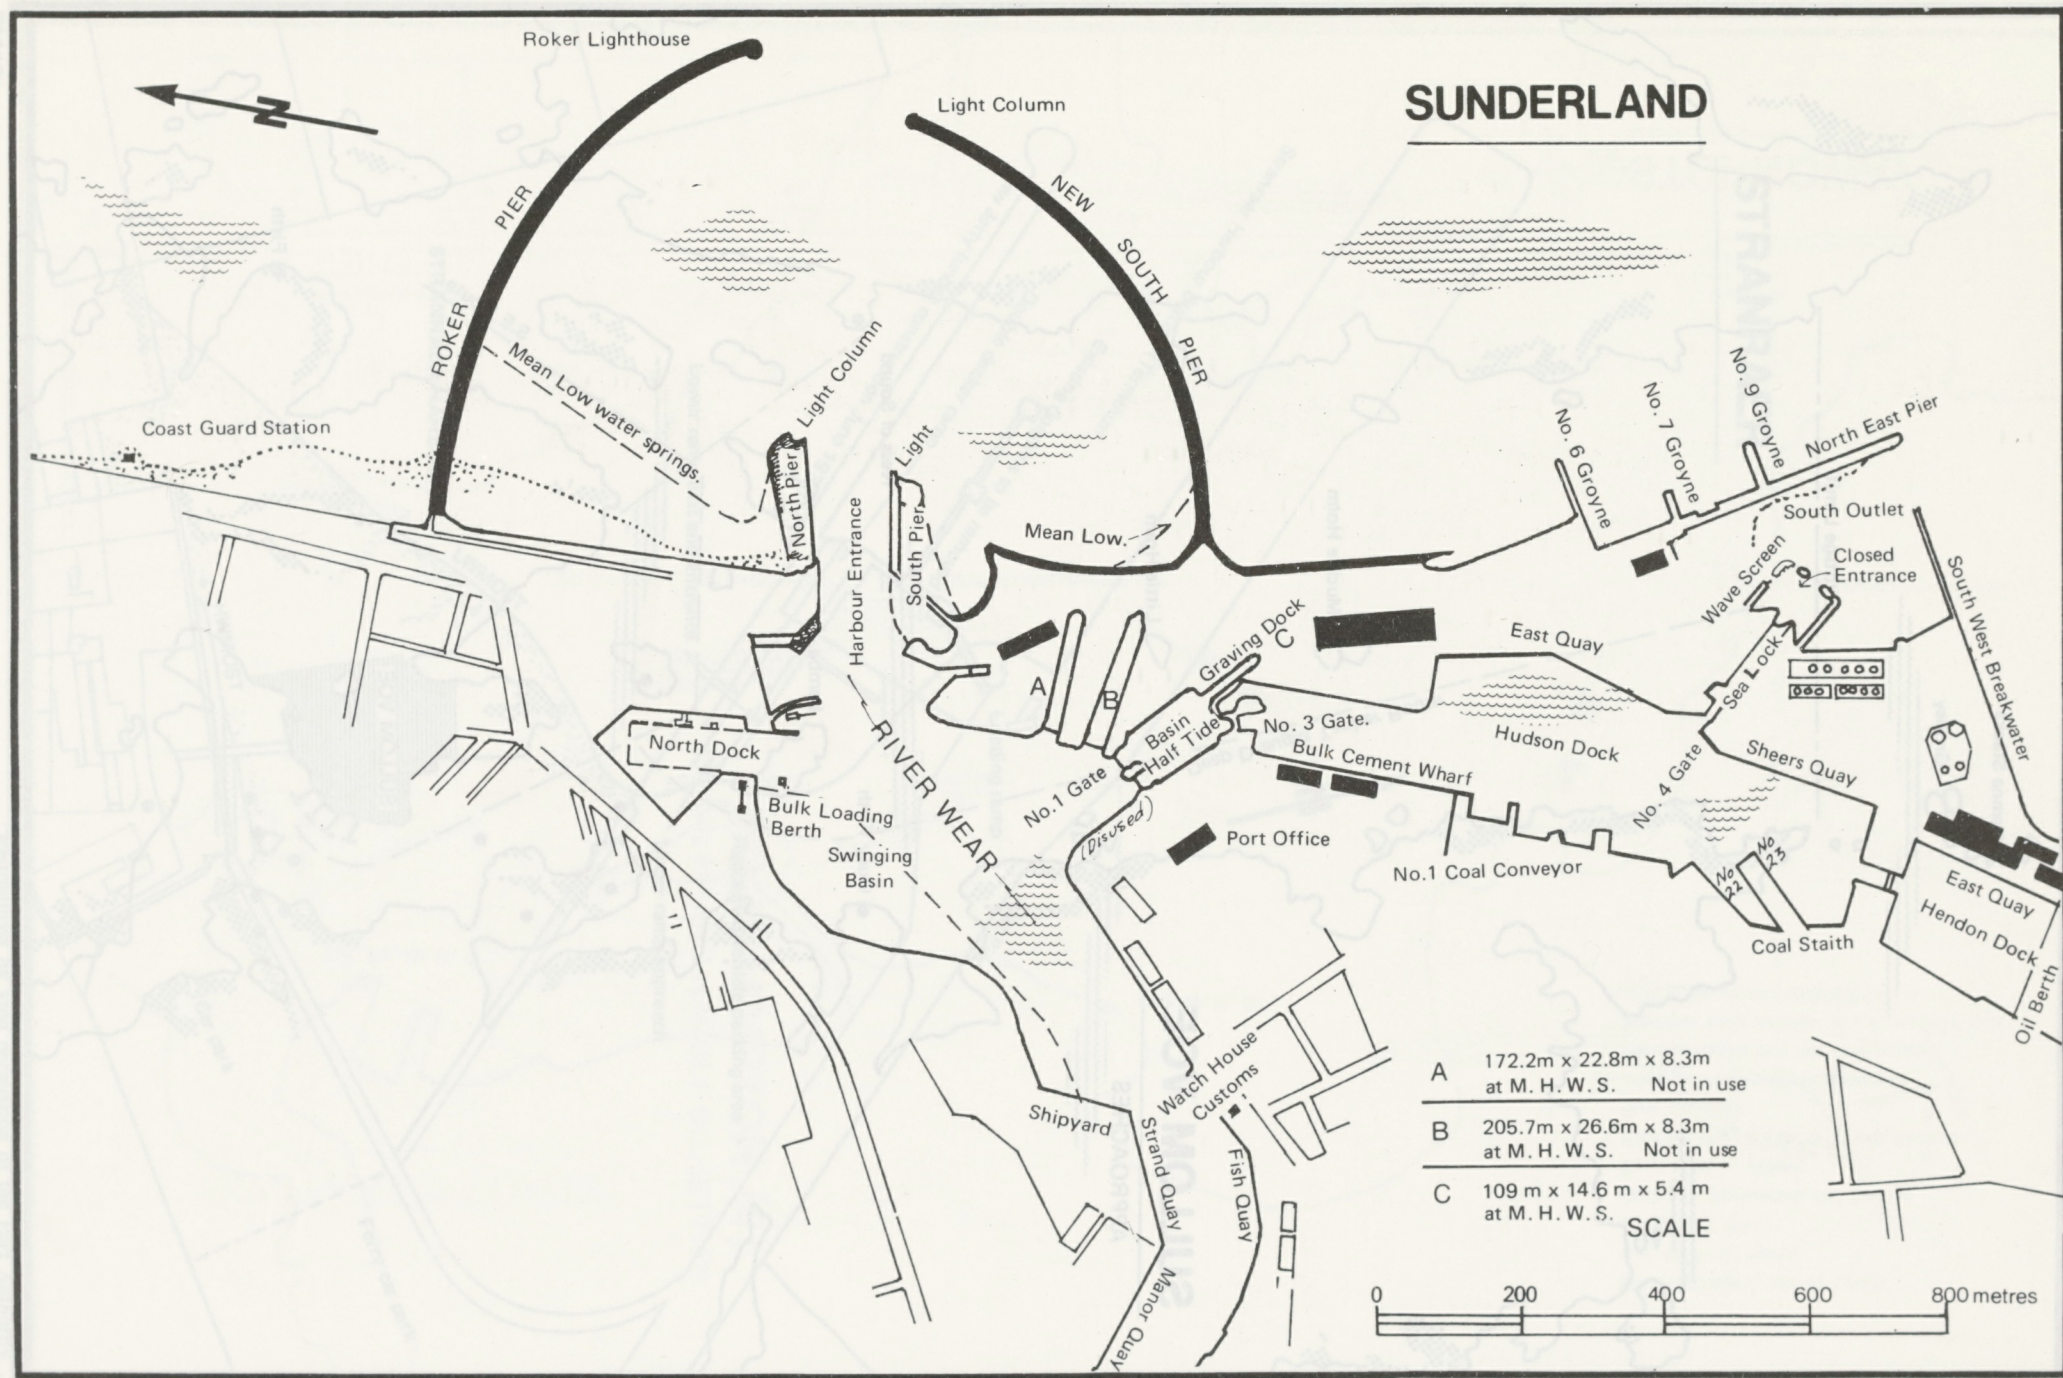 SUNDERLAND
N
Roker Lighthouse
Light Column
ROKER PIER
NEW SOUTH PIER
Mean Low water springs.
Light Column
Light
Coast Guard Station
North Pier
South Pier
Harbour Entrance
Mean Low.
No. 6 Groyne
No. 7 Groyne
No. 9 Groyne
North East Pier
South Outlet
Wave Screen
Closed
Entrance
South West Breakwater
Sea Lock
East Quay
Graving Dock
C
A
B
Basin
Half Tide
No. 3 Gate.
Bulk Cement Wharf
Hudson Dock
No. 4 Gate
Sheers Quay
North Dock
RIVER WEAR
No.1 Gate
(Disused)
Bulk Loading
Berth
Swinging
Basin
Port Office
No.1 Coal Conveyor
No 22
No 23
Coal Staith
East Quay
Hendon Dock
Oil Berth
Watch House
Customs
Shipyard
Strand Quay
Fish Quay
Manor Quay
A 172.2m x 22.8m x 8.3m
at M. H. W. S. Not in use
B 205.7m x 26.6m x 8.3m
at M. H. W. S. Not in use
C 109 m x 14.6 m x 5.4 m
at M. H. W. S.
SCALE
0 200 400 600 800 metres